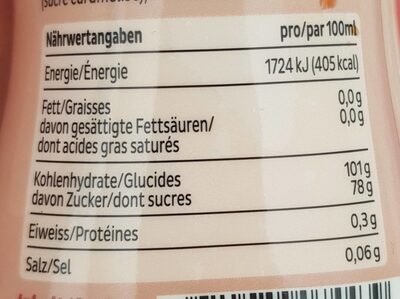 Nährwertangaben pro/par 100ml
Energie/Énergie 1724 kJ (405 kcal)
Fett/Graisses 0,0g
davon gesättigte Fettsäuren/ 0,0g
dont acides gras saturés
Kohlenhydrate/Glucides 101g
davon Zucker/dont sucres 78g
Eiweiss/Protéines 0,3g
Salz/Sel 0,06g